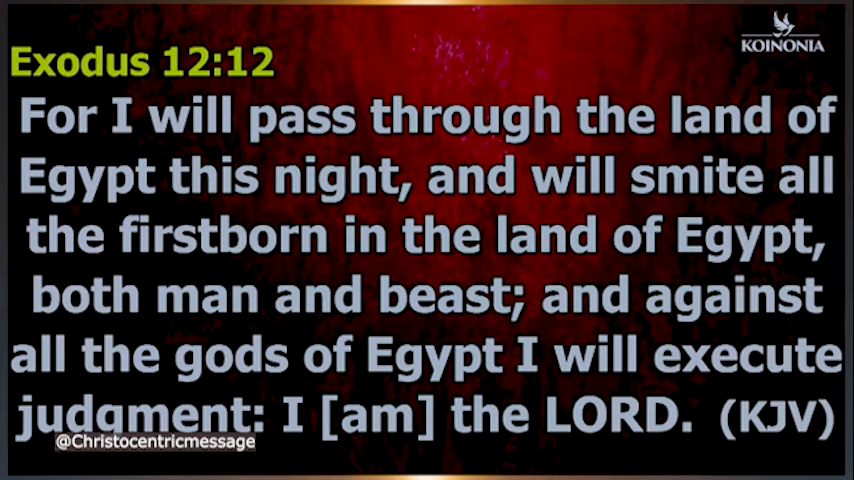 KOINONIA
Exodus 12:12
For I will pass through the land of
Egypt this night, and will smite all
the firstborn in the land of Egypt,
both man and beast; and against
all the gods of Egypt I will execute
judgment: I [am] the LORD. (KJV)
@Christocentricmessage